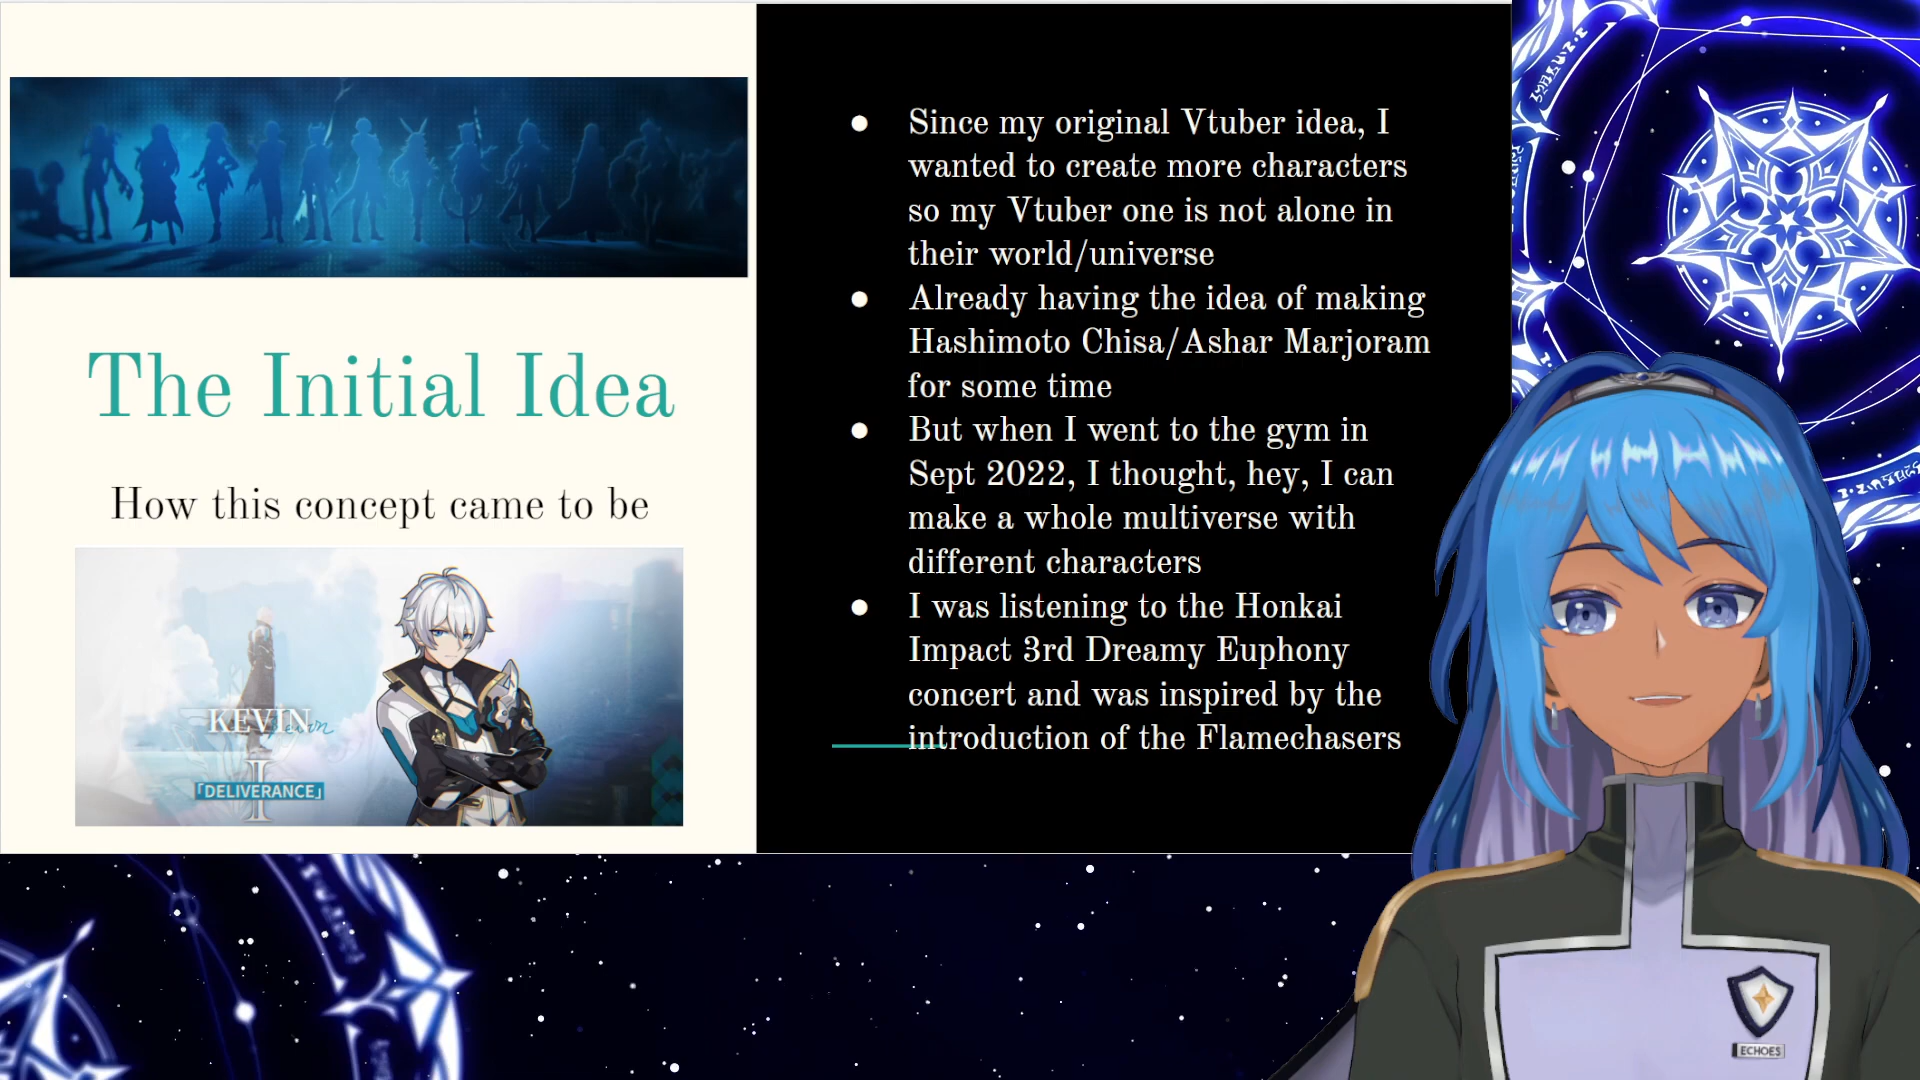 The Initial Idea
How this concept came to be
KEVIN
I
「DELIVERANCE」
● Since my original Vtuber idea, I
wanted to create more characters
so my Vtuber one is not alone in
their world/universe
● Already having the idea of making
Hashimoto Chisa/Ashar Marjoram
for some time
● But when I went to the gym in
Sept 2022, I thought, hey, I can
make a whole multiverse with
different characters
● I was listening to the Honkai
Impact 3rd Dreamy Euphony
concert and was inspired by the
introduction of the Flamechasers
ECHOES